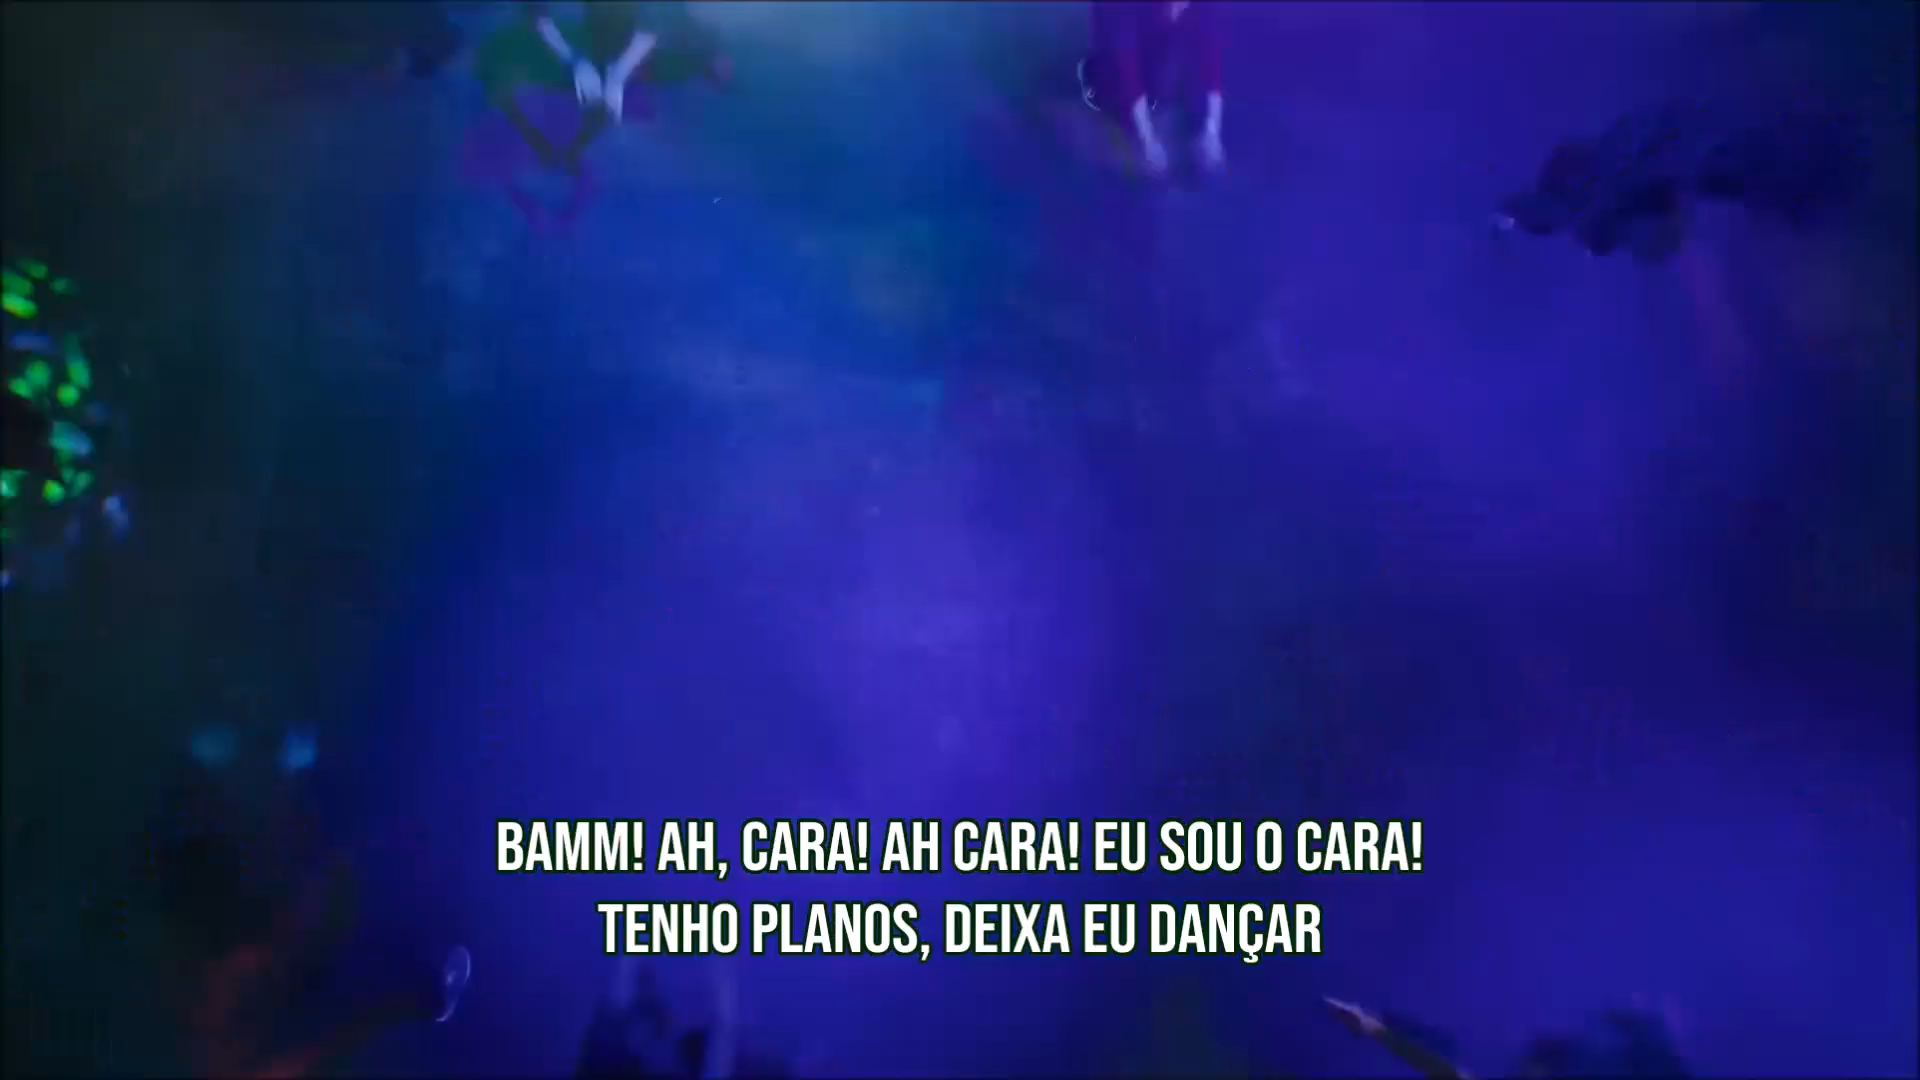 BAMM! AH, CARA! AH CARA! EU SOU O CARA!
TENHO PLANOS, DEIXA EU DANÇAR